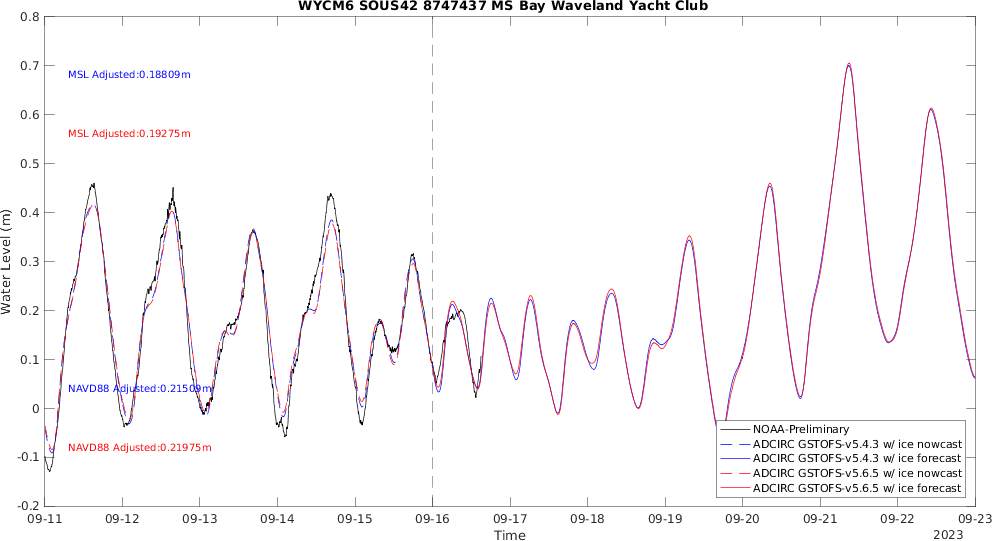 WYCM6 SOUS42 8747437 MS Bay Waveland Yacht Club
0.8
0.7
0.6
0.5
0.4
0.3
0.2
0.1
0
-0.1
-0.2
Water Level (m)
MSL Adjusted:0.18809m
MSL Adjusted:0.19275m
NAVD88 Adjusted:0.21509m
NAVD88 Adjusted:0.21975m
NOAA-Preliminary
ADCIRC GSTOFS-v5.4.3 w/ ice nowcast
ADCIRC GSTOFS-v5.4.3 w/ ice forecast
ADCIRC GSTOFS-v5.6.5 w/ ice nowcast
ADCIRC GSTOFS-v5.6.5 w/ ice forecast
09-11 09-12 09-13 09-14 09-15 09-16 09-17 09-18 09-19 09-20 09-21 09-22 09-23
Time
2023